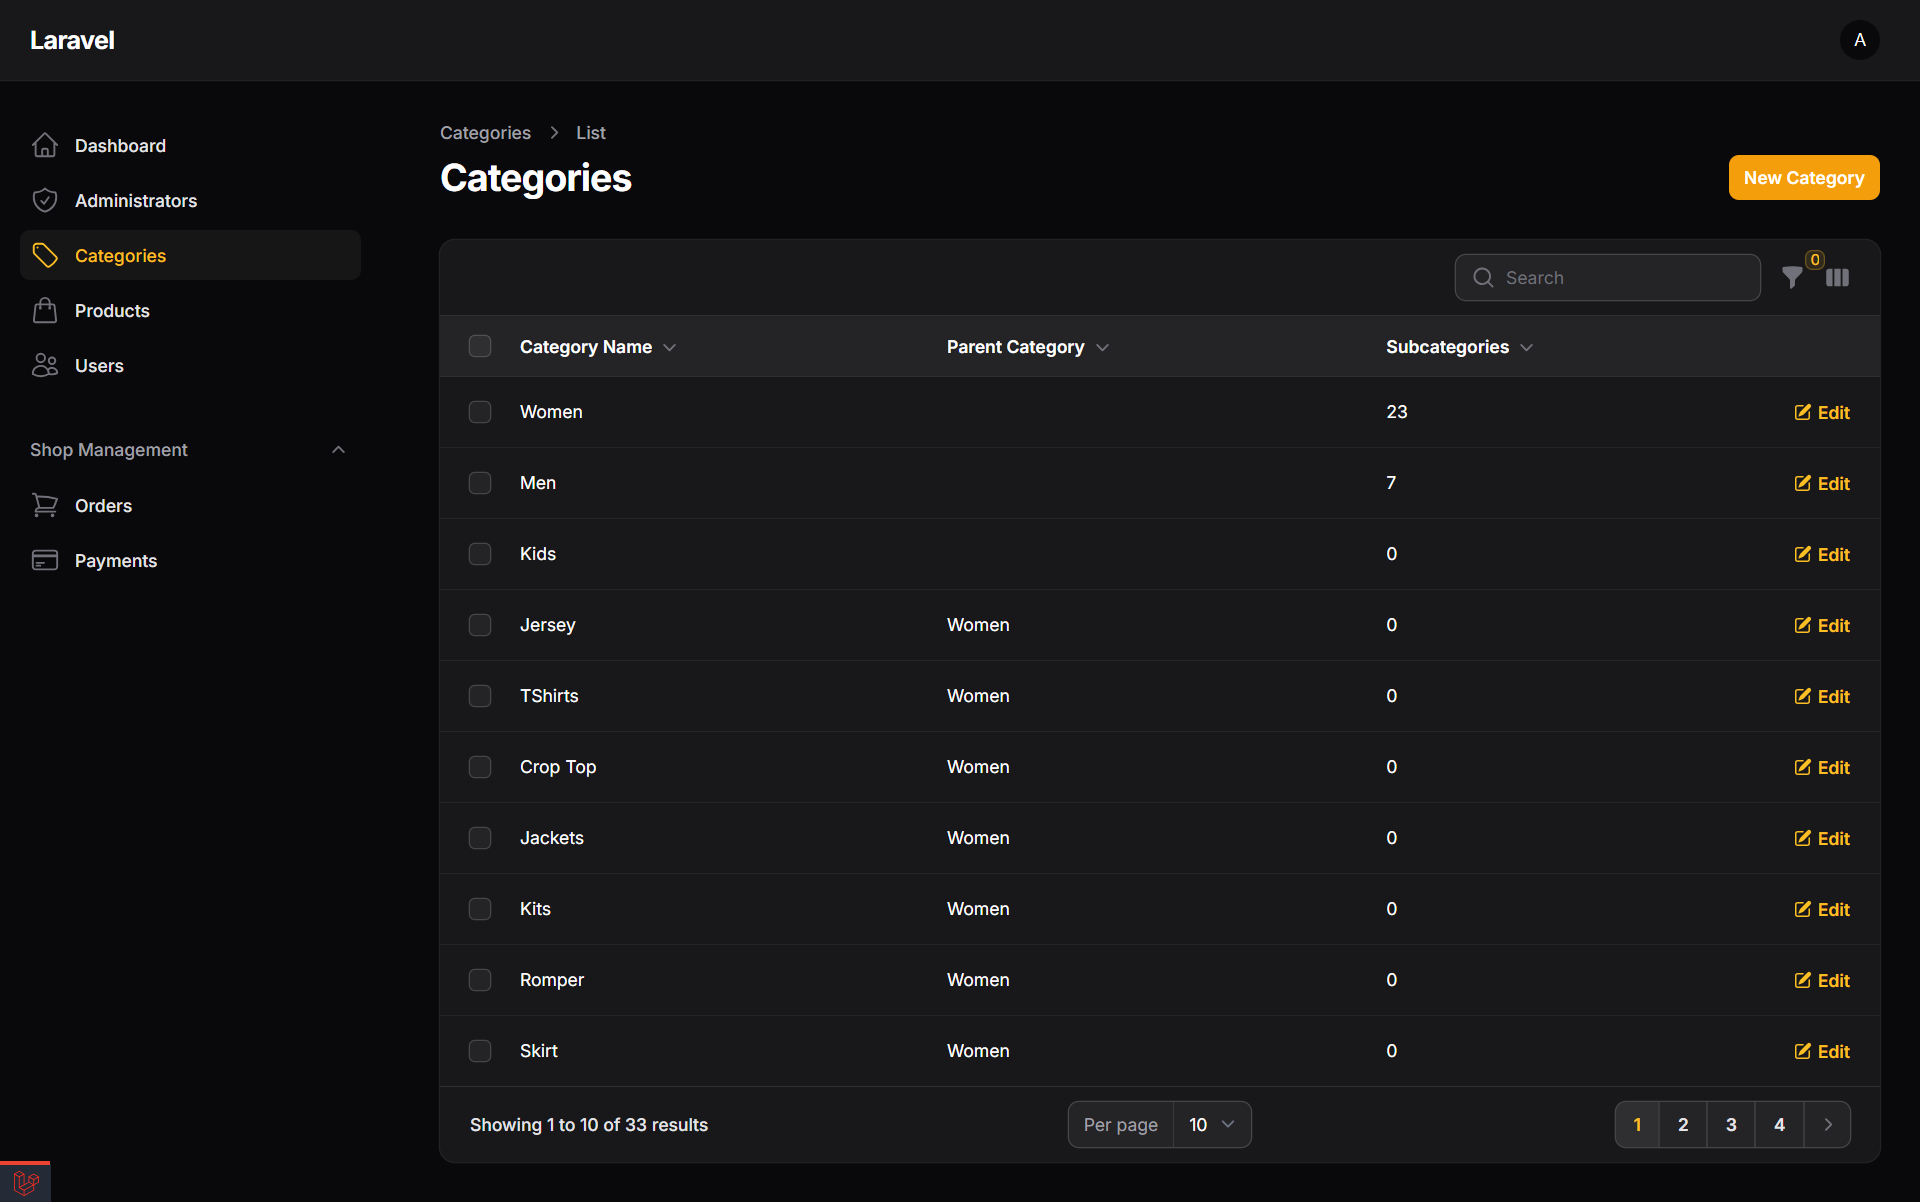 Laravel
A
Dashboard
Administrators
Categories
Products
Users
Shop Management
Orders
Payments
Categories > List
Categories
New Category
Search
0
Category Name Parent Category Subcategories
Women 23 Edit
Men 7 Edit
Kids 0 Edit
Jersey Women 0 Edit
TShirts Women 0 Edit
Crop Top Women 0 Edit
Jackets Women 0 Edit
Kits Women 0 Edit
Romper Women 0 Edit
Skirt Women 0 Edit
Showing 1 to 10 of 33 results Per page 10 1 2 3 4